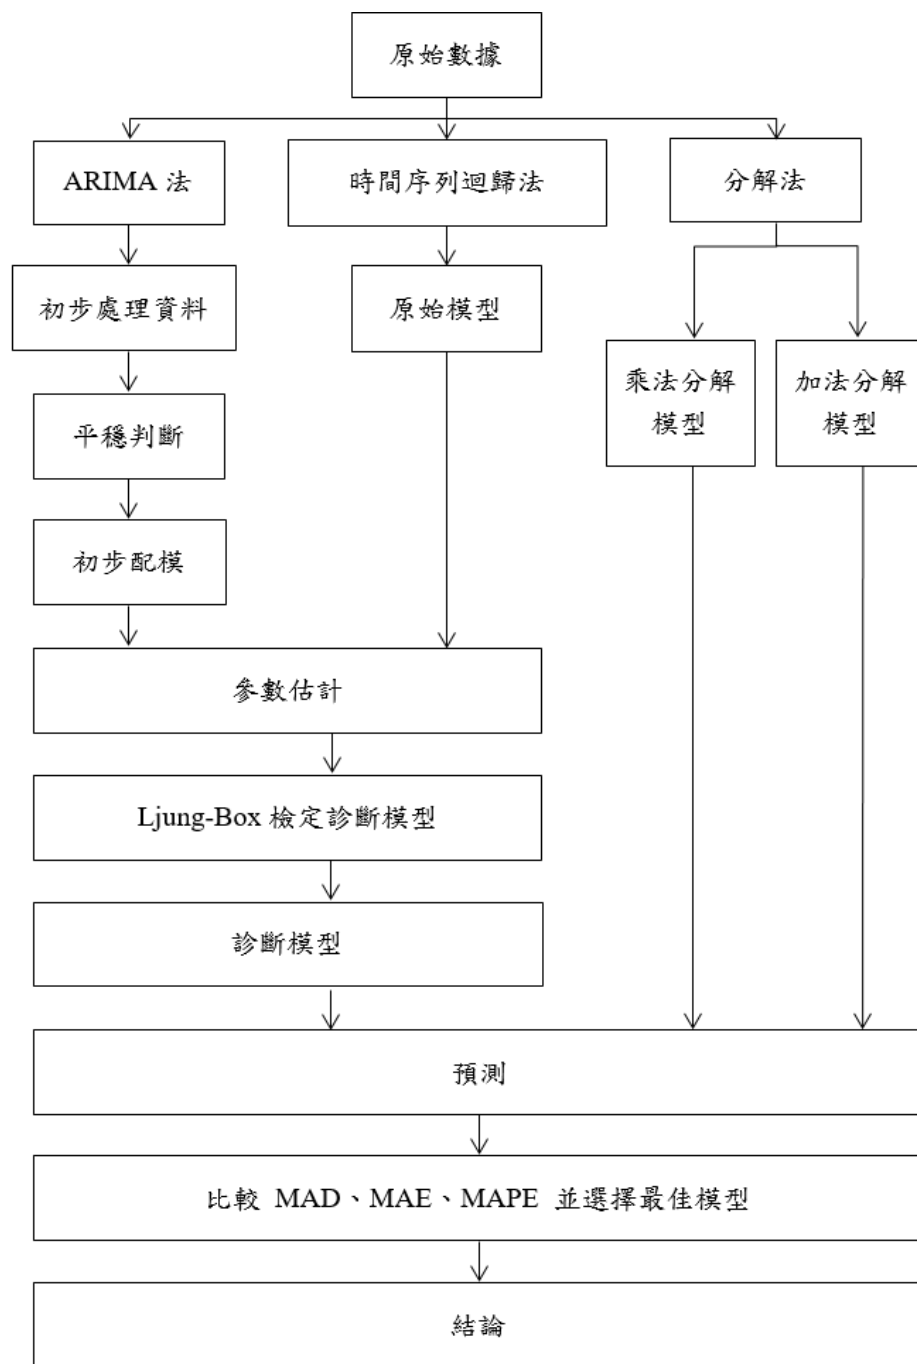 原始數據
ARIMA 法
時間序列迴歸法
分解法
初步處理資料
原始模型
乘法分解
模型
加法分解
模型
平穩判斷
初步配模
參數估計
Ljung-Box 檢定診斷模型
診斷模型
預測
比較 MAD、MAE、MAPE 並選擇最佳模型
結論